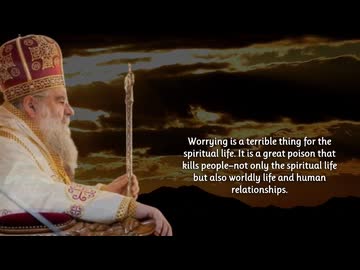 Worrying is a terrible thing for the
spiritual life. It is a great poison that
kills people–not only the spiritual life
but also worldly life and human
relationships.